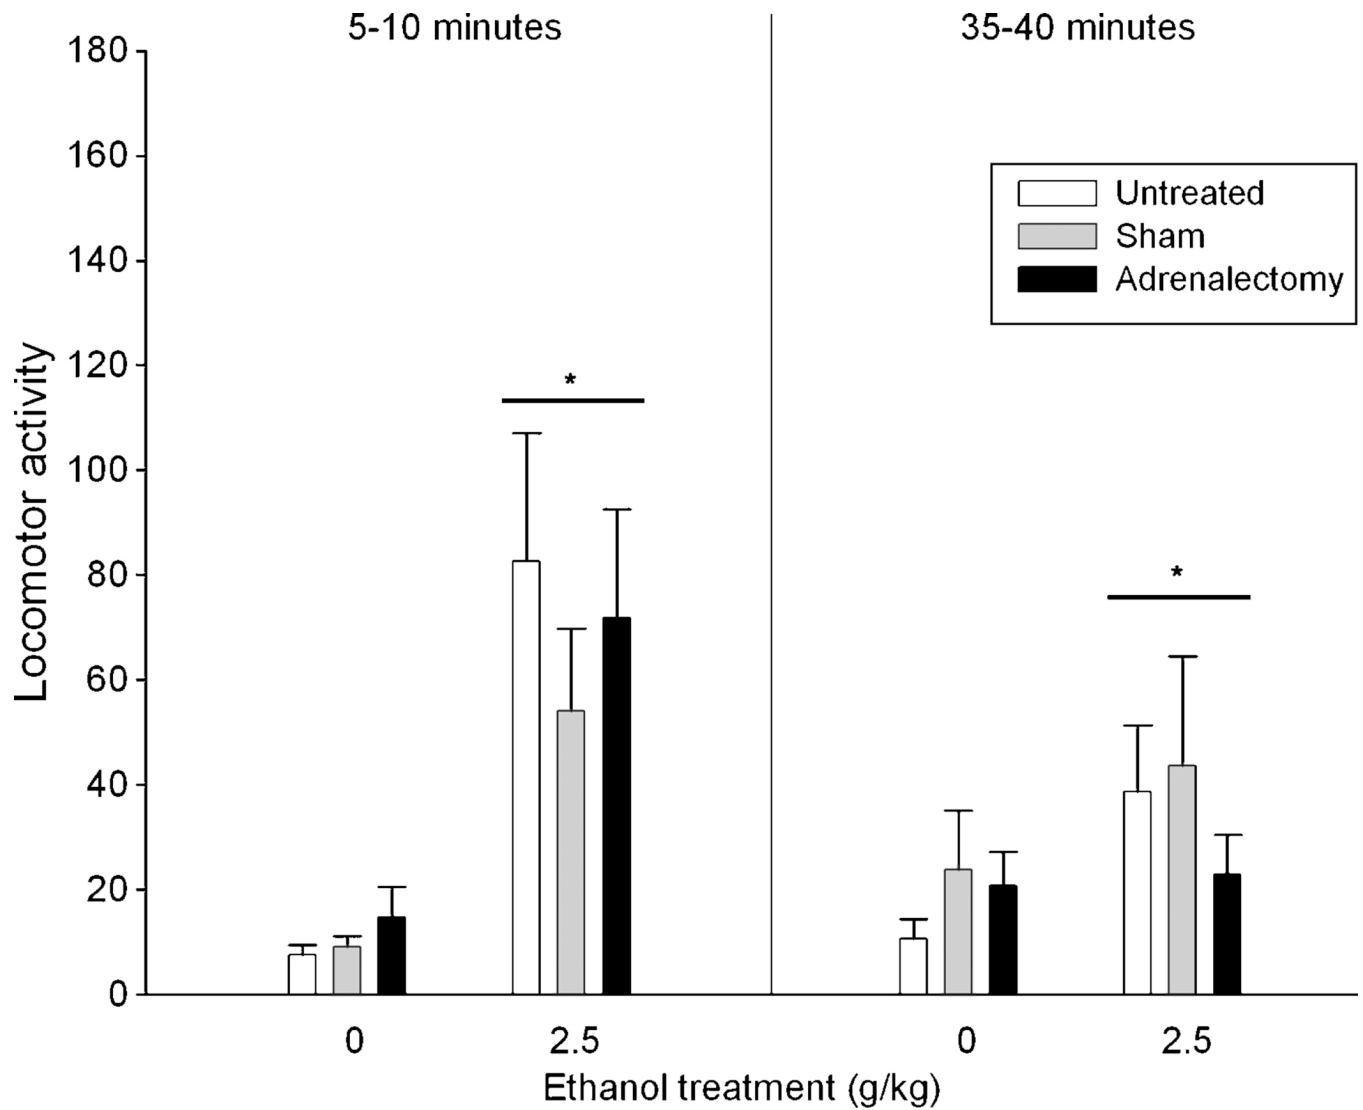 5-10 minutes
35-40 minutes
180
160
140
120
100
80
60
40
20
0
Locomotor activity
Untreated
Sham
Adrenalectomy
*
*
0
2.5
0
2.5
Ethanol treatment (g/kg)